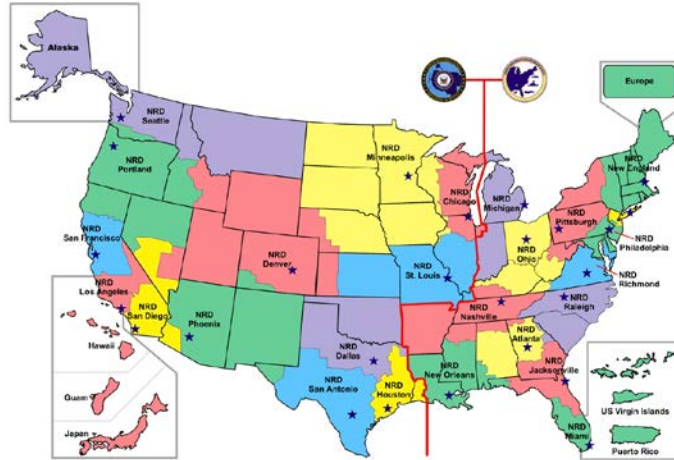 Alaska
Europe
NRD
Seattle
NRD
Portland
NRD
Minneapolis
NRD
New England
NRD
Chicago
NRD
Michigan
NRD
Pittsburgh
NRD
Philadelphia
NRD
San Francisco
NRD
Denver
NRD
St. Louis
NRD
Ohio
NRD
Richmond
NRD
Los Angeles
NRD
San Diego
NRD
Phoenix
NRD
Nashville
NRD
Raleigh
Hawaii
NRD
Dallas
NRD
Atlanta
NRD
San Antonio
NRD
Houston
NRD
New Orleans
NRD
Jacksonville
Guam
US Virgin Islands
Japan
NRD
Miami
Puerto Rico